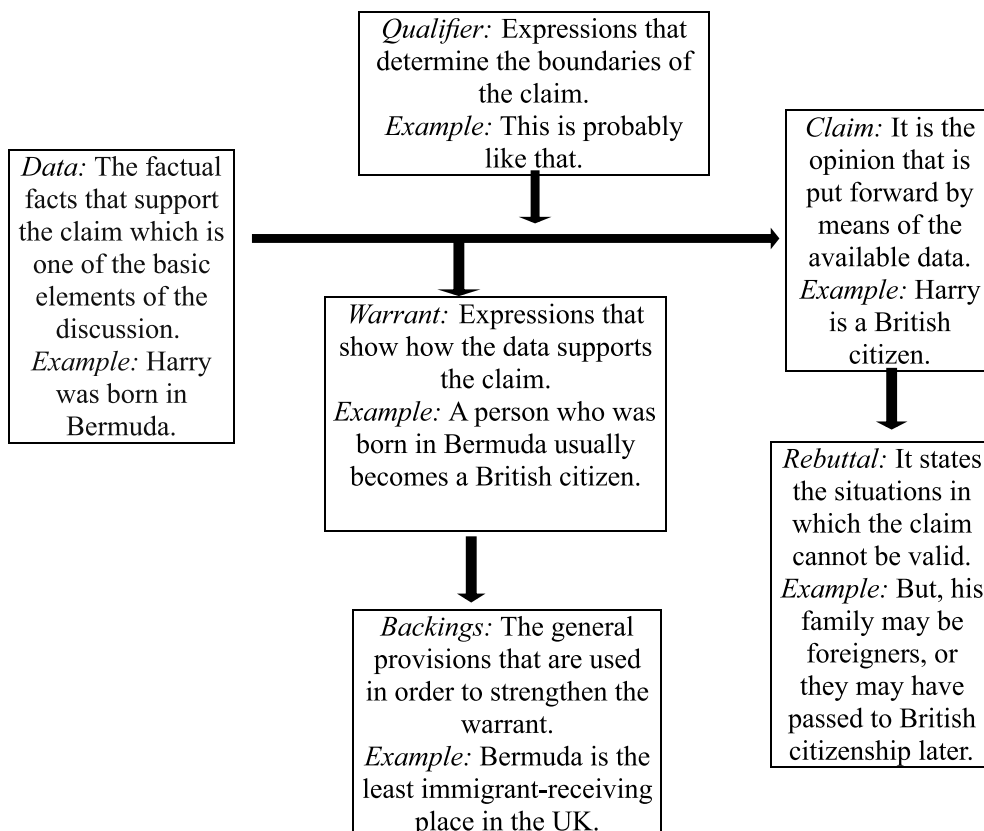 Qualifier: Expressions that
determine the boundaries of
the claim.
Example: This is probably
like that.
Data: The factual
facts that support
the claim which is
one of the basic
elements of the
discussion.
Example: Harry
was born in
Bermuda.
Claim: It is the
opinion that is
put forward by
means of the
available data.
Example: Harry
is a British
citizen.
Warrant: Expressions that
show how the data supports
the claim.
Example: A person who was
born in Bermuda usually
becomes a British citizen.
Rebuttal: It states
the situations in
which the claim
cannot be valid.
Example: But, his
family may be
foreigners, or
they may have
passed to British
citizenship later.
Backings: The general
provisions that are used
in order to strengthen the
warrant.
Example: Bermuda is the
least immigrant-receiving
place in the UK.